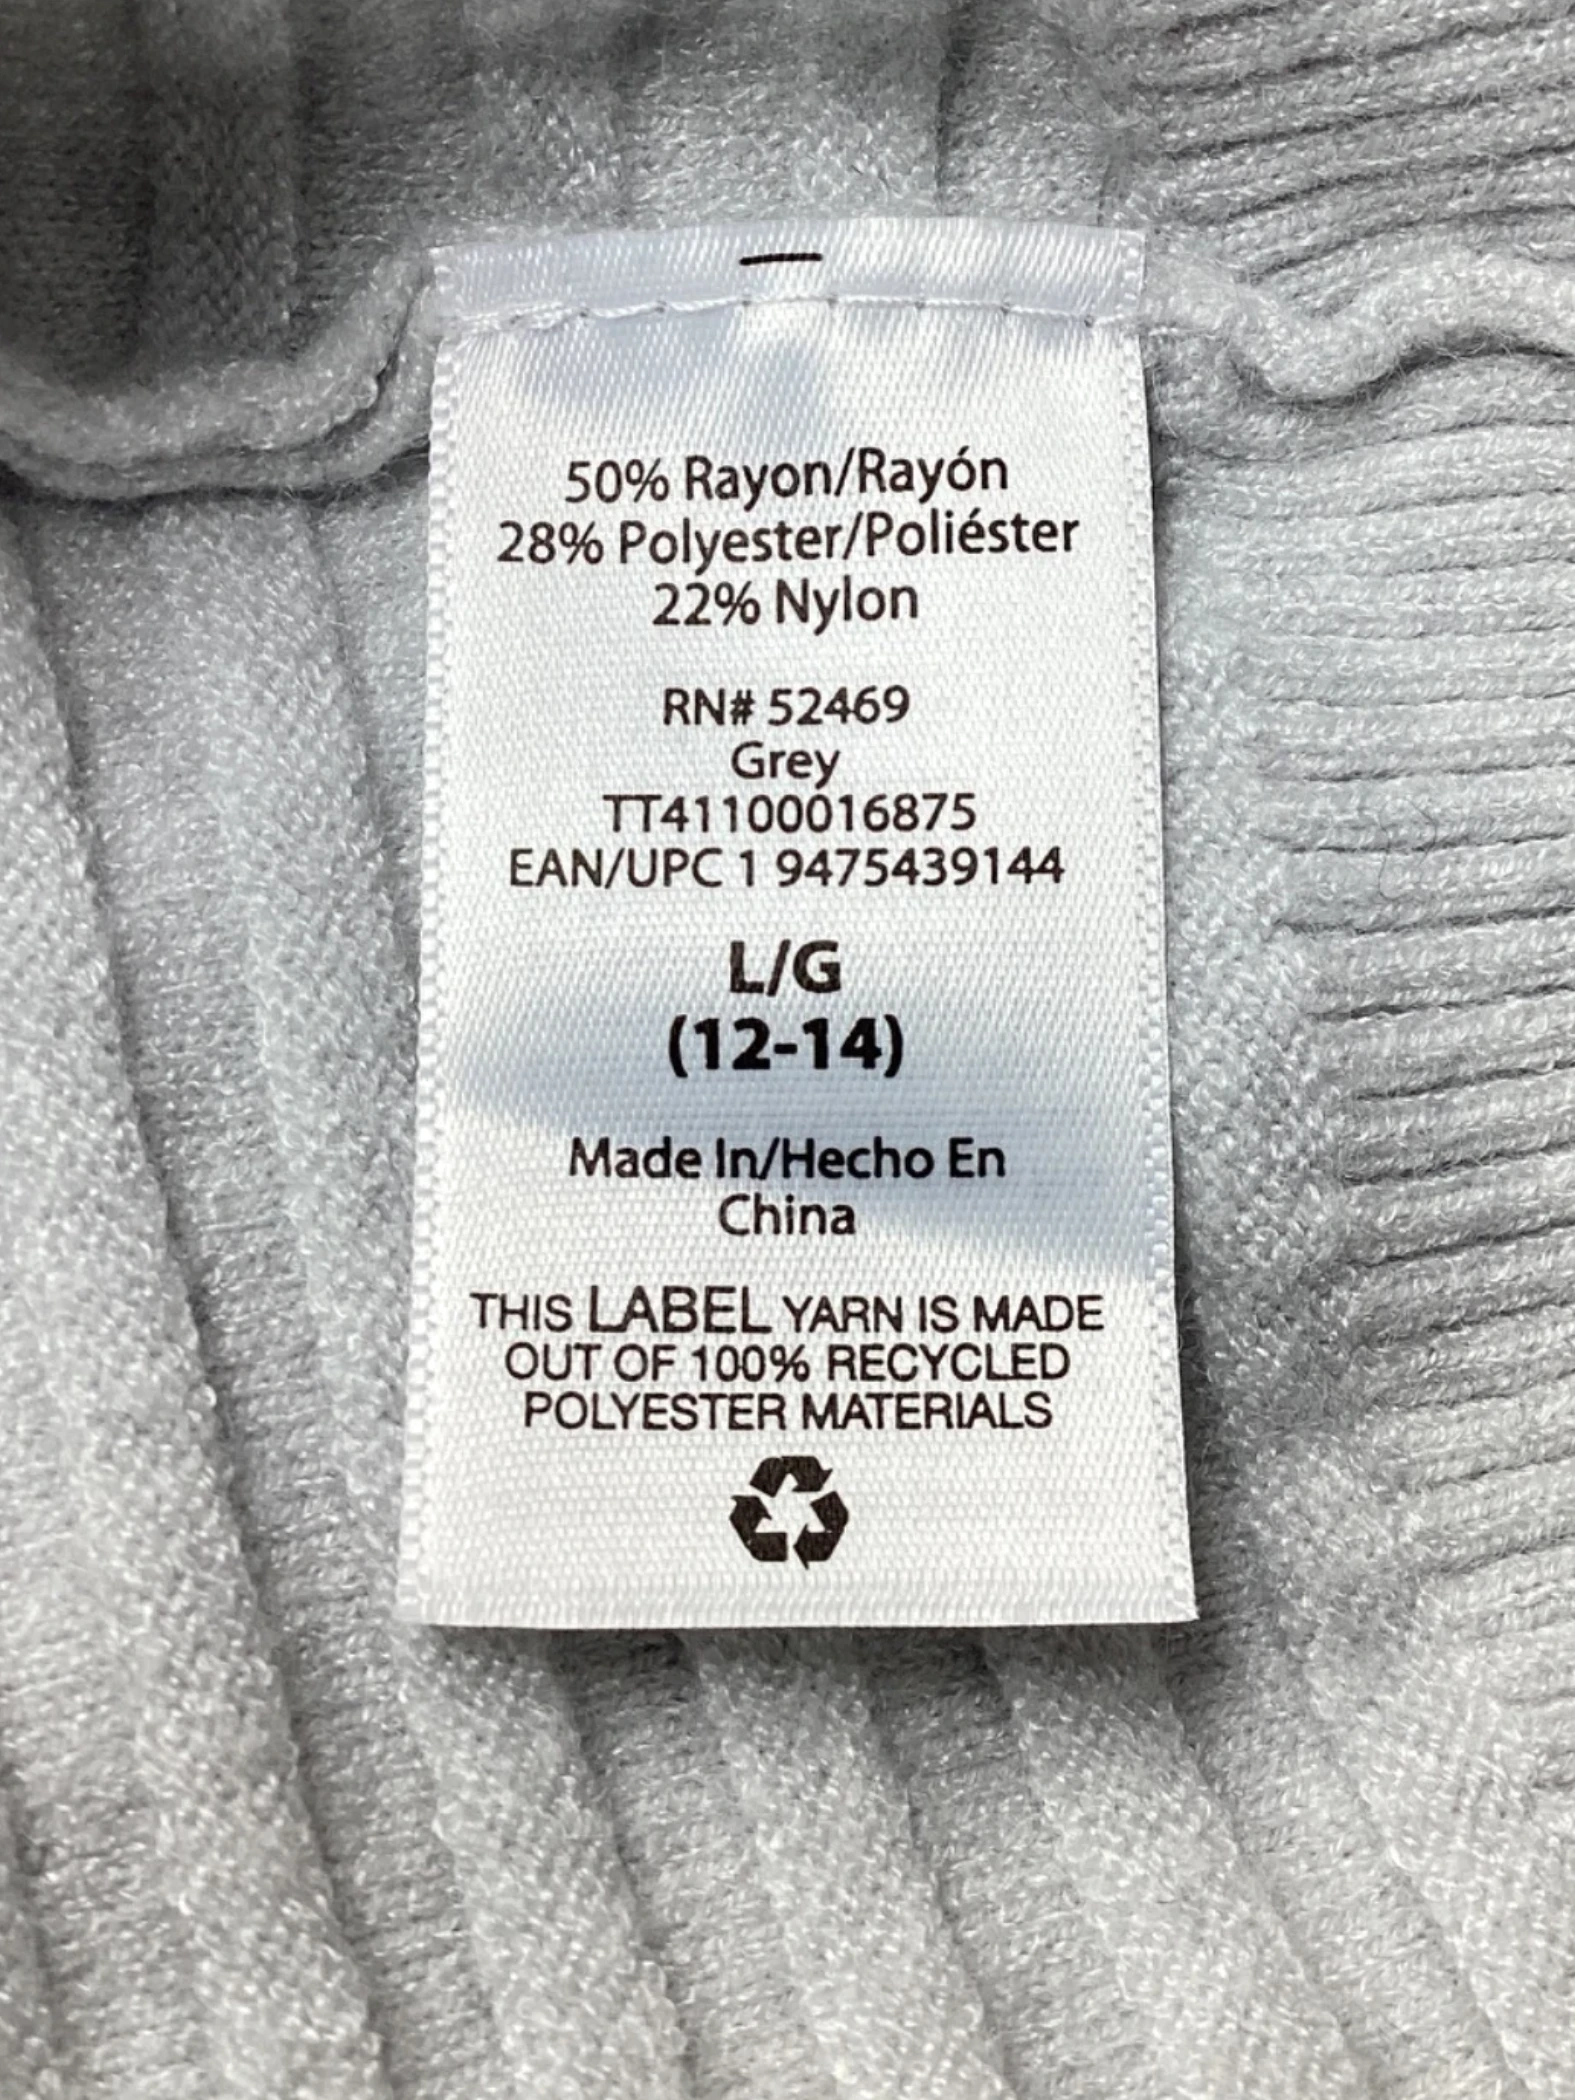 50% Rayon/Rayón
28% Polyester/Poliéster
22% Nylon
RN# 52469
Grey
TT41100016875
EAN/UPC 1 9475439144
L/G
(12-14)
Made In/Hecho En
China
THIS LABEL YARN IS MADE
OUT OF 100% RECYCLED
POLYESTER MATERIALS